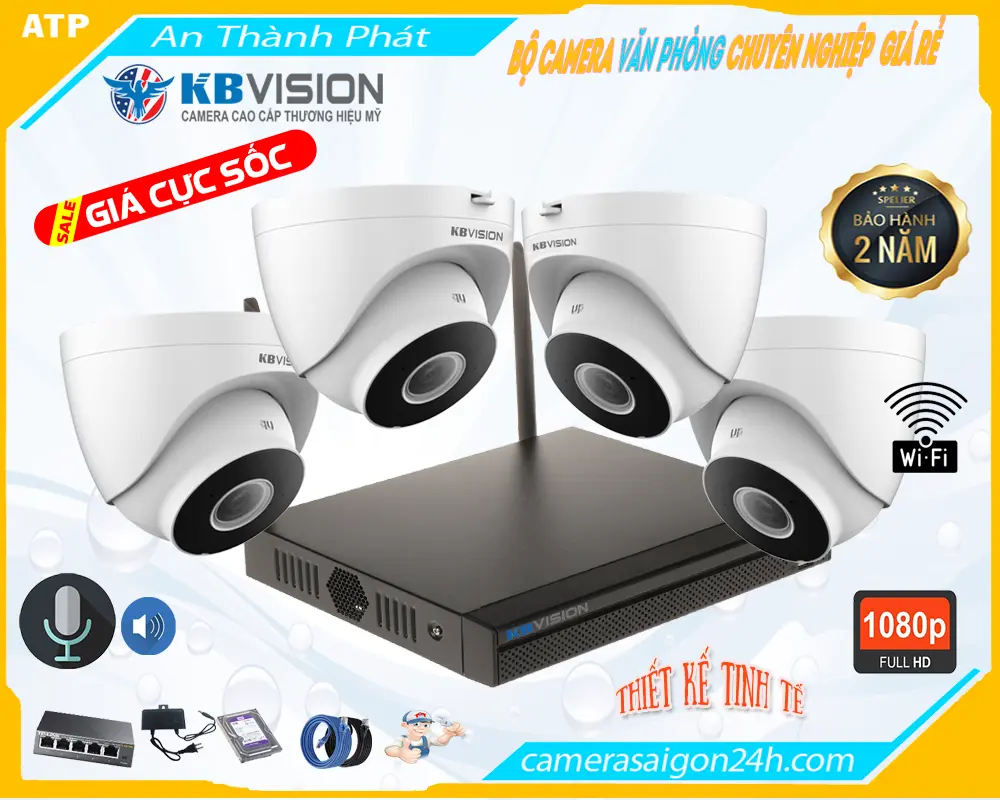 ATP
An Thành Phát
BỘ CAMERA VĂN PHÒNG CHUYÊN NGHIỆP GIÁ RẺ
KBVISION
CAMERA CAO CẤP THƯƠNG HIỆU MỸ
SALE
GIÁ CỰC SỐC
SPELIER
BẢO HÀNH
2 NĂM
KBVISION
KBVISION
KBVIS
Wi-Fi
KBVISION
1080p
FULL HD
THIẾT KẾ TINH TẾ
camerasaigon24h.com